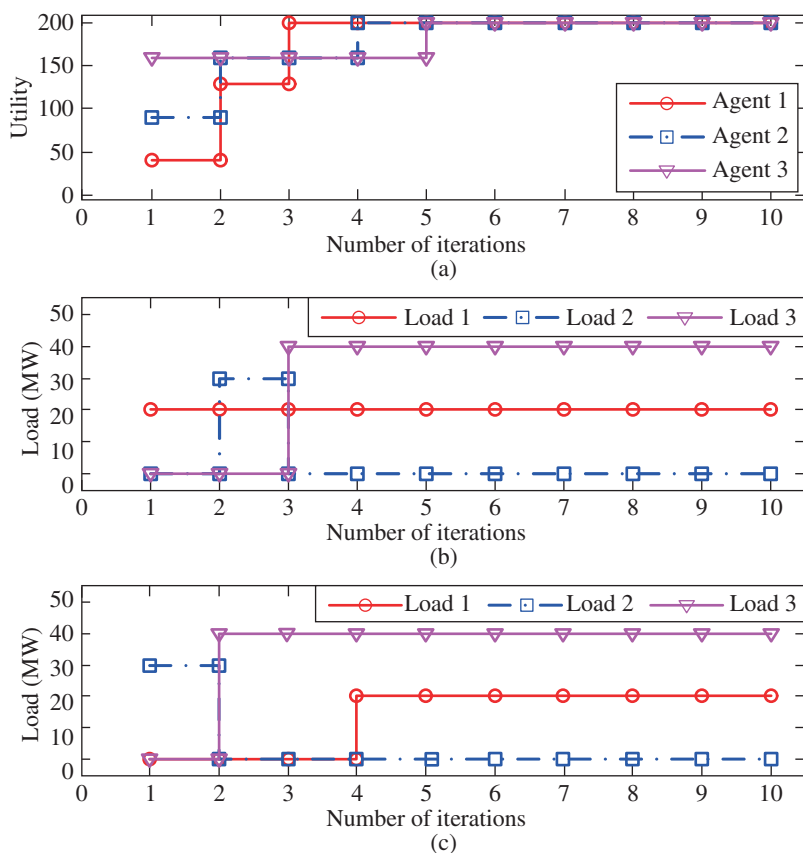 200
150
100
50
0
Utility
Agent 1
Agent 2
Agent 3
0 1 2 3 4 5 6 7 8 9 10
Number of iterations
(a)
50
40
30
20
10
0
Load (MW)
Load 1 Load 2 Load 3
0 1 2 3 4 5 6 7 8 9 10
Number of iterations
(b)
50
40
30
20
10
0
Load (MW)
Load 1 Load 2 Load 3
0 1 2 3 4 5 6 7 8 9 10
Number of iterations
(c)